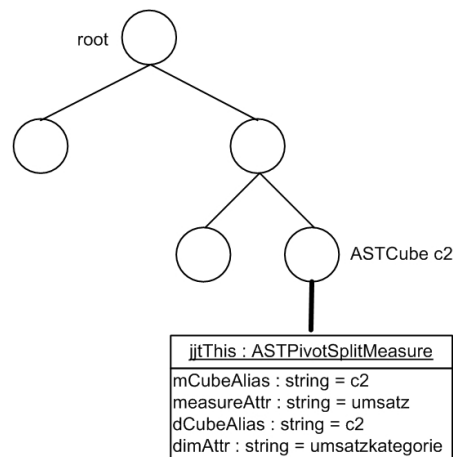 root
ASTCube c2
jjtThis : ASTPivotSplitMeasure
mCubeAlias : string = c2
measureAttr : string = umsatz
dCubeAlias : string = c2
dimAttr : string = umsatzkategorie